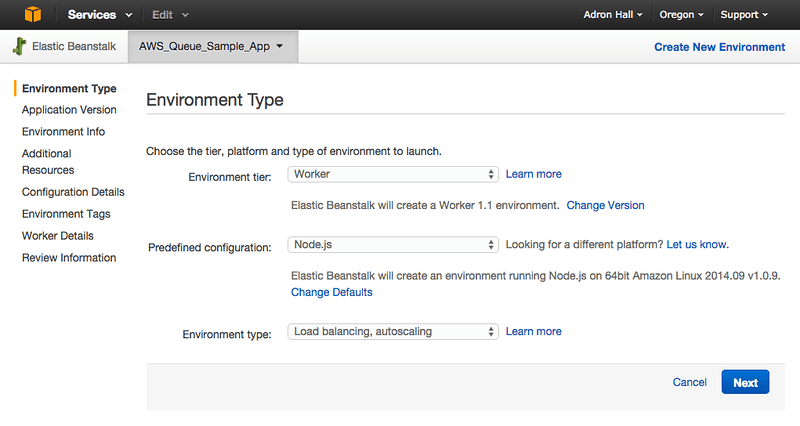 Services Edit Adron Hall Oregon Support
Elastic Beanstalk AWS_Queue_Sample_App Create New Environment
Environment Type
Application Version
Environment Info
Additional
Resources
Configuration Details
Environment Tags
Worker Details
Review Information
Environment Type
Choose the tier, platform and type of environment to launch.
Environment tier: Worker Learn more
Elastic Beanstalk will create a Worker 1.1 environment. Change Version
Predefined configuration: Node.js Looking for a different platform? Let us know.
Elastic Beanstalk will create an environment running Node.js on 64bit Amazon Linux 2014.09 v1.0.9.
Change Defaults
Environment type: Load balancing, autoscaling Learn more
Cancel Next